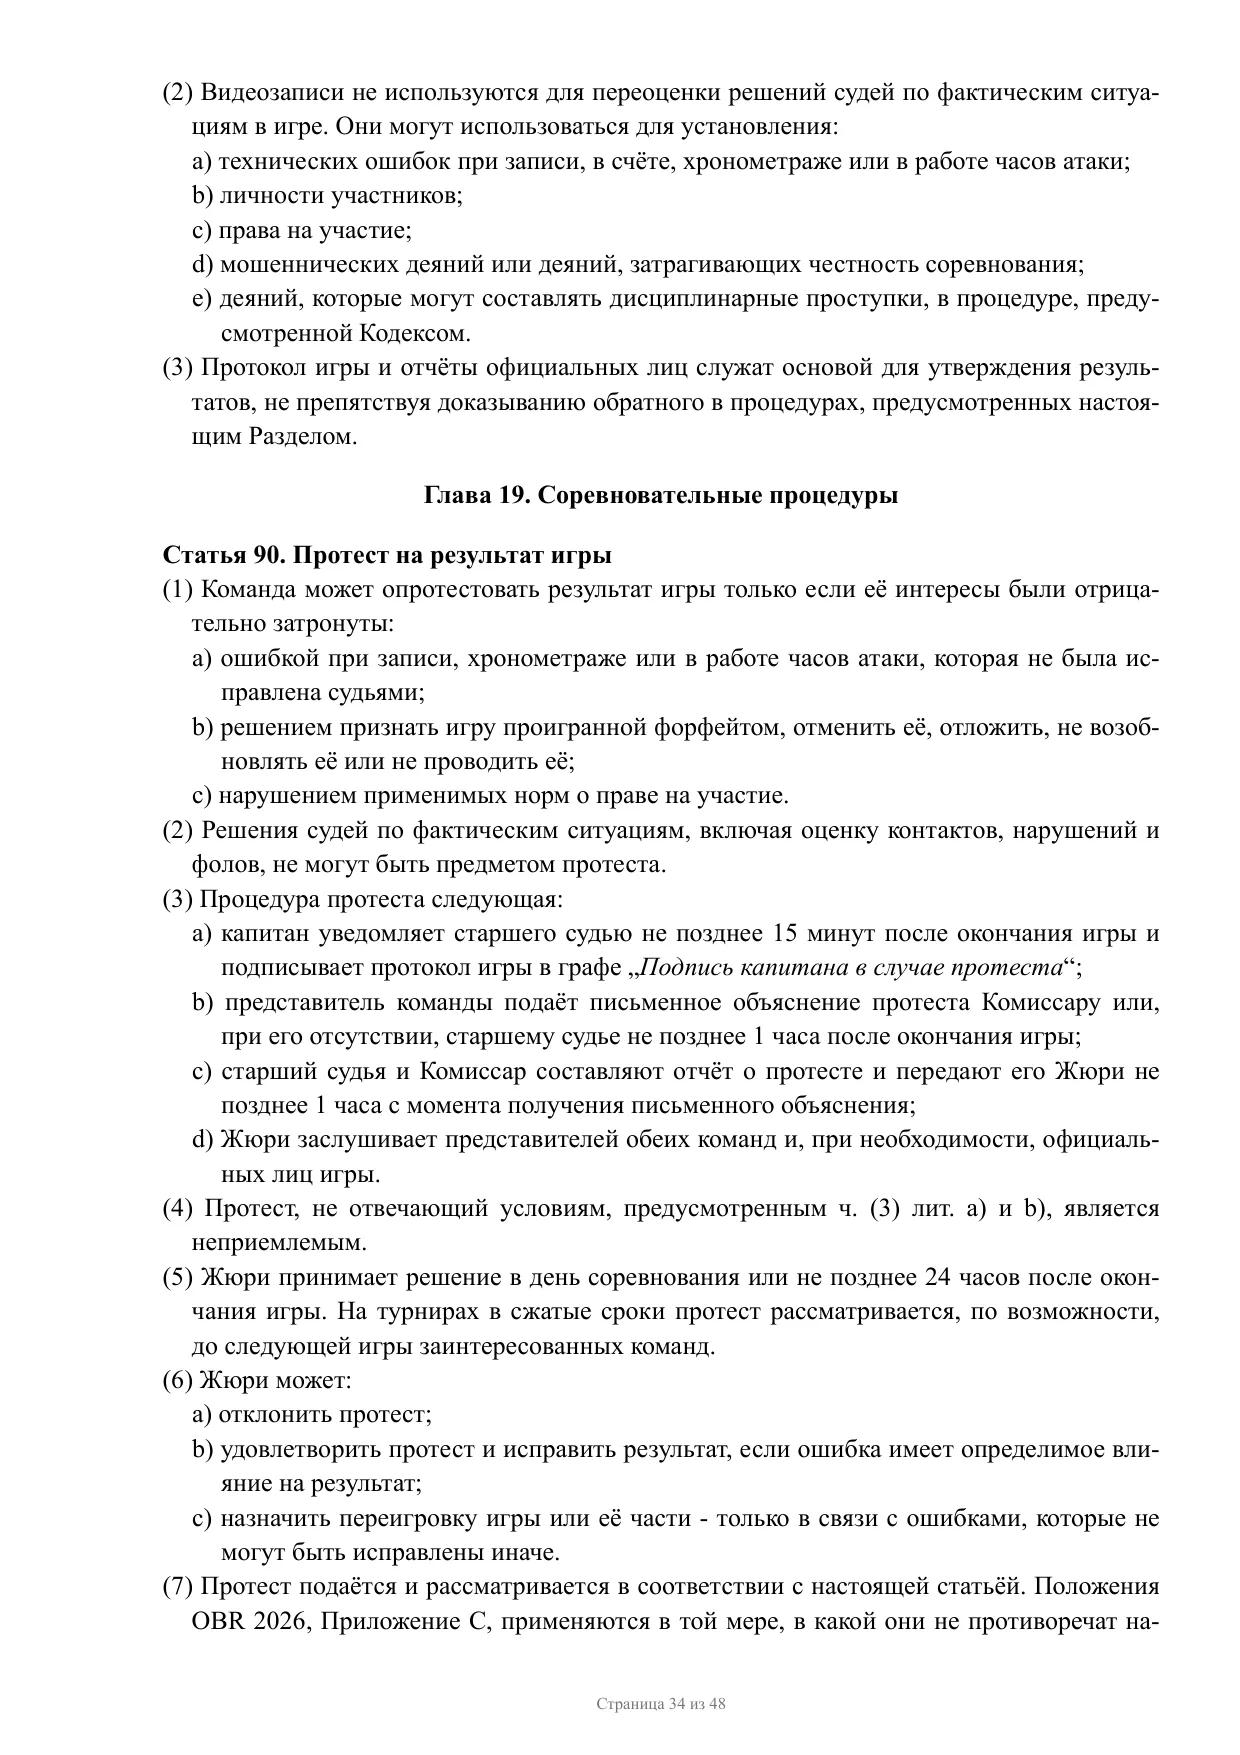 (2) Видеозаписи не используются для переоценки решений судей по фактическим ситуа-
циям в игре. Они могут использоваться для установления:
a) технических ошибок при записи, в счёте, хронометраже или в работе часов атаки;
b) личности участников;
c) права на участие;
d) мошеннических деяний или деяний, затрагивающих честность соревнования;
e) деяний, которые могут составлять дисциплинарные проступки, в процедуре, преду-
смотренной Кодексом.
(3) Протокол игры и отчёты официальных лиц служат основой для утверждения резуль-
татов, не препятствуя доказыванию обратного в процедурах, предусмотренных настоя-
щим Разделом.
Глава 19. Соревновательные процедуры
Статья 90. Протест на результат игры
(1) Команда может опротестовать результат игры только если её интересы были отрица-
тельно затронуты:
a) ошибкой при записи, хронометраже или в работе часов атаки, которая не была ис-
правлена судьями;
b) решением признать игру проигранной форфейтом, отменить её, отложить, не возоб-
новлять её или не проводить её;
c) нарушением применимых норм о праве на участие.
(2) Решения судей по фактическим ситуациям, включая оценку контактов, нарушений и
фолов, не могут быть предметом протеста.
(3) Процедура протеста следующая:
a) капитан уведомляет старшего судью не позднее 15 минут после окончания игры и
подписывает протокол игры в графе „Подпись капитана в случае протеста“;
b) представитель команды подаёт письменное объяснение протеста Комиссару или,
при его отсутствии, старшему судье не позднее 1 часа после окончания игры;
c) старший судья и Комиссар составляют отчёт о протесте и передают его Жюри не
позднее 1 часа с момента получения письменного объяснения;
d) Жюри заслушивает представителей обеих команд и, при необходимости, официаль-
ных лиц игры.
(4) Протест, не отвечающий условиям, предусмотренным ч. (3) лит. a) и b), является
неприемлемым.
(5) Жюри принимает решение в день соревнования или не позднее 24 часов после окон-
чания игры. На турнирах в сжатые сроки протест рассматривается, по возможности,
до следующей игры заинтересованных команд.
(6) Жюри может:
a) отклонить протест;
b) удовлетворить протест и исправить результат, если ошибка имеет определимое вли-
яние на результат;
c) назначить переигровку игры или её части - только в связи с ошибками, которые не
могут быть исправлены иначе.
(7) Протест подаётся и рассматривается в соответствии с настоящей статьёй. Положения
OBR 2026, Приложение C, применяются в той мере, в какой они не противоречат на-
Страница 34 из 48